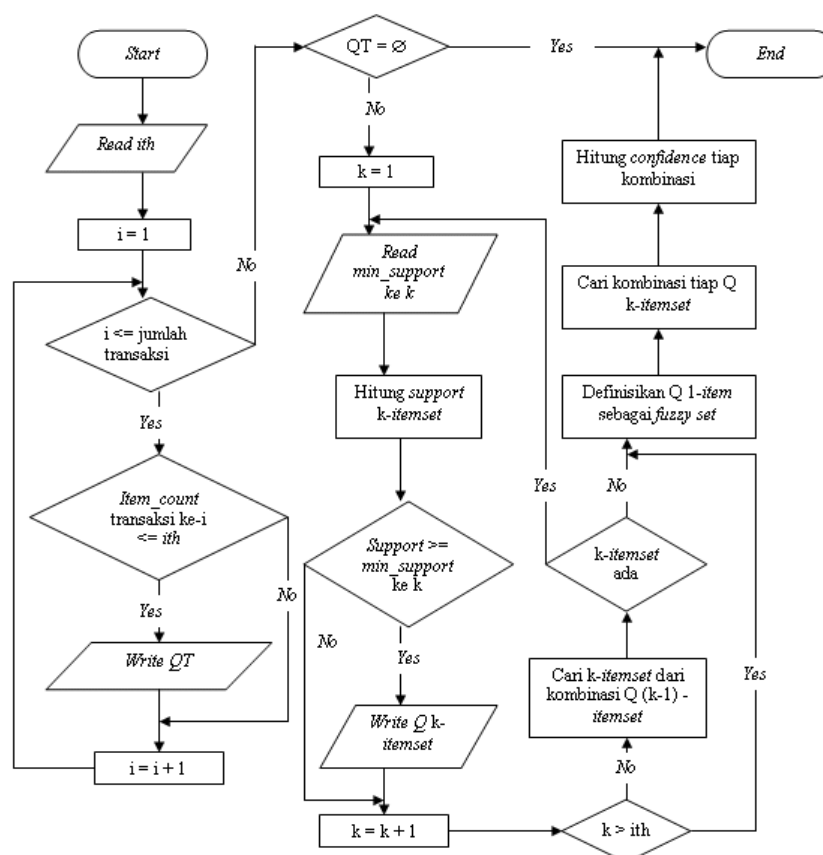 Start
Read ith
i = 1
i <= jumlah
transaksi
Yes
No
Item_count
transaksi ke-i
<= ith
Yes
No
Write QT
i = i + 1
QT = ∅
Yes
No
k = 1
Read
min_support
ke k
Hitung support
k-itemset
Support >=
min_support
ke k
No
Yes
Write Q k-
itemset
k = k + 1
k > ith
No
Yes
Cari k-itemset dari
kombinasi Q (k-1) -
itemset
k-itemset
ada
Yes
No
Definisikan Q 1-item
sebagai fuzzy set
Cari kombinasi tiap Q
k-itemset
Hitung confidence tiap
kombinasi
End